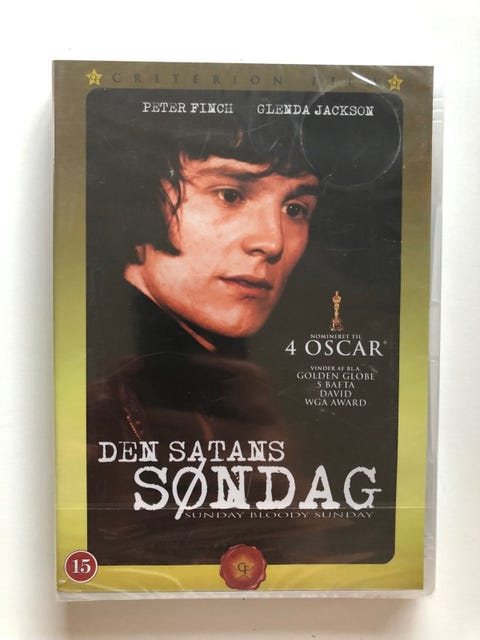 CRITERION
PETER FINCH GLENDA JACKSON
NOMINERET TIL
4 OSCAR®
VINDER AF BL.A.
GOLDEN GLOBE
5 BAFTA
DAVID
WGA AWARD
DEN SATANS
SØNDAG
SUNDAY BLOODY SUNDAY
15
CF